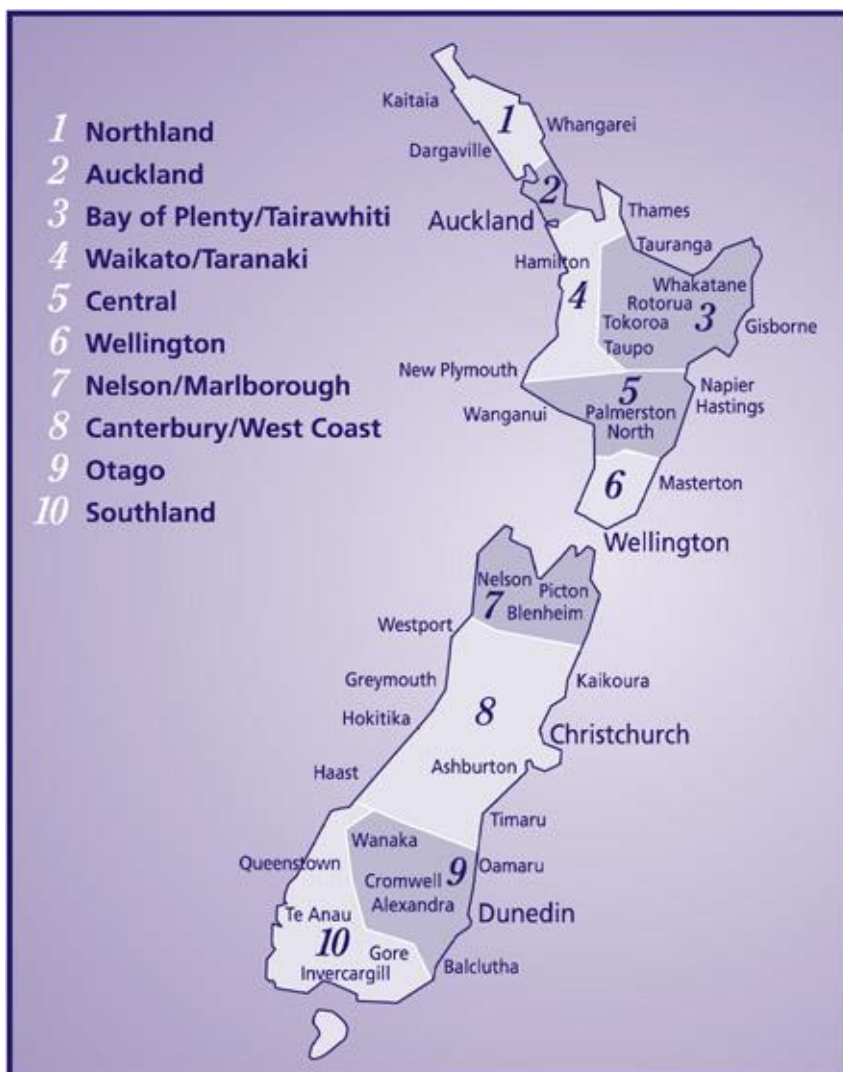 1 Northland
2 Auckland
3 Bay of Plenty/Tairawhiti
4 Waikato/Taranaki
5 Central
6 Wellington
7 Nelson/Marlborough
8 Canterbury/West Coast
9 Otago
10 Southland
Kaitaia
1
Whangarei
Dargaville
2
Auckland
Thames
Tauranga
Hamilton
Whakatane
4
Rotorua
3
Tokoroa
Gisborne
Taupo
New Plymouth
5
Napier
Hastings
Wanganui
Palmerston
North
6
Masterton
Wellington
Nelson
Picton
7
Blenheim
Westport
Greymouth
Kaikoura
8
Hokitika
Christchurch
Haast
Ashburton
Timaru
Wanaka
Queenstown
9
Oamaru
Cromwell
Alexandra
Dunedin
Te Anau
10
Gore
Invercargill
Balclutha